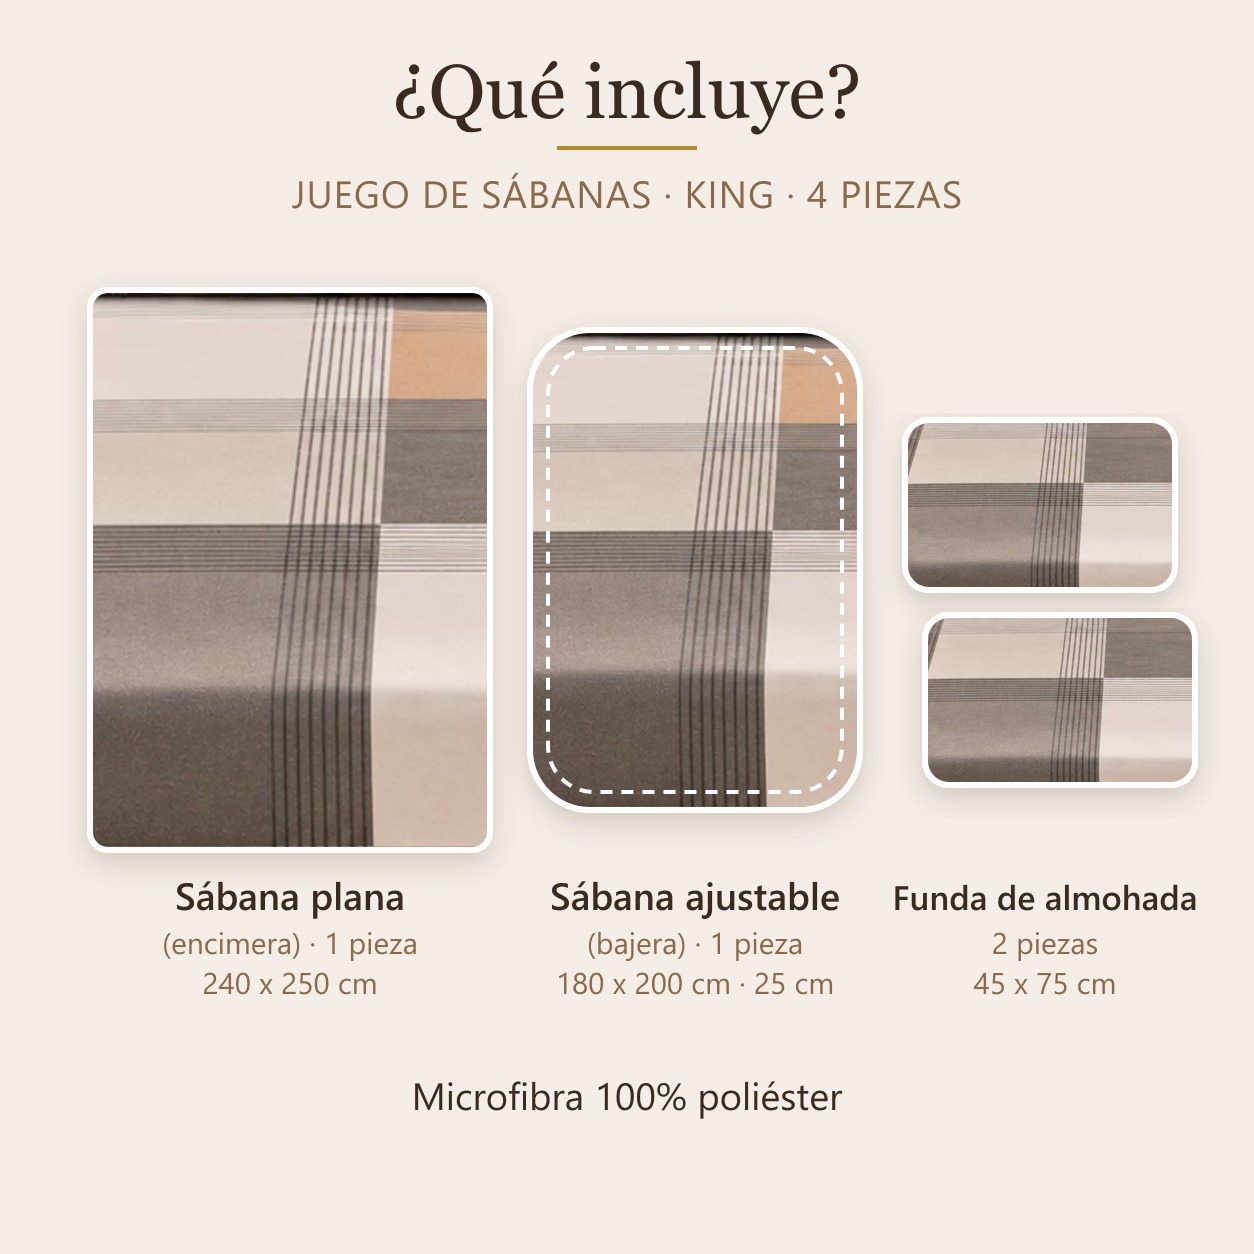 ¿Qué incluye?
JUEGO DE SÁBANAS · KING · 4 PIEZAS
Sábana plana
(encimera) · 1 pieza
240 x 250 cm
Sábana ajustable
(bajera) · 1 pieza
180 x 200 cm · 25 cm
Funda de almohada
2 piezas
45 x 75 cm
Microfibra 100% poliéster